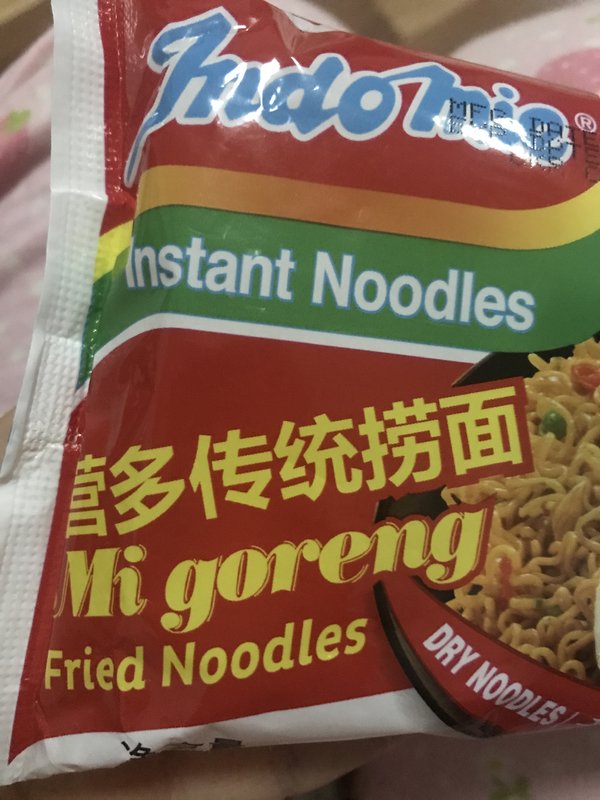 Indomie®
Instant Noodles
营多传统捞面
Mi goreng
Fried Noodles
DRY NOODLES